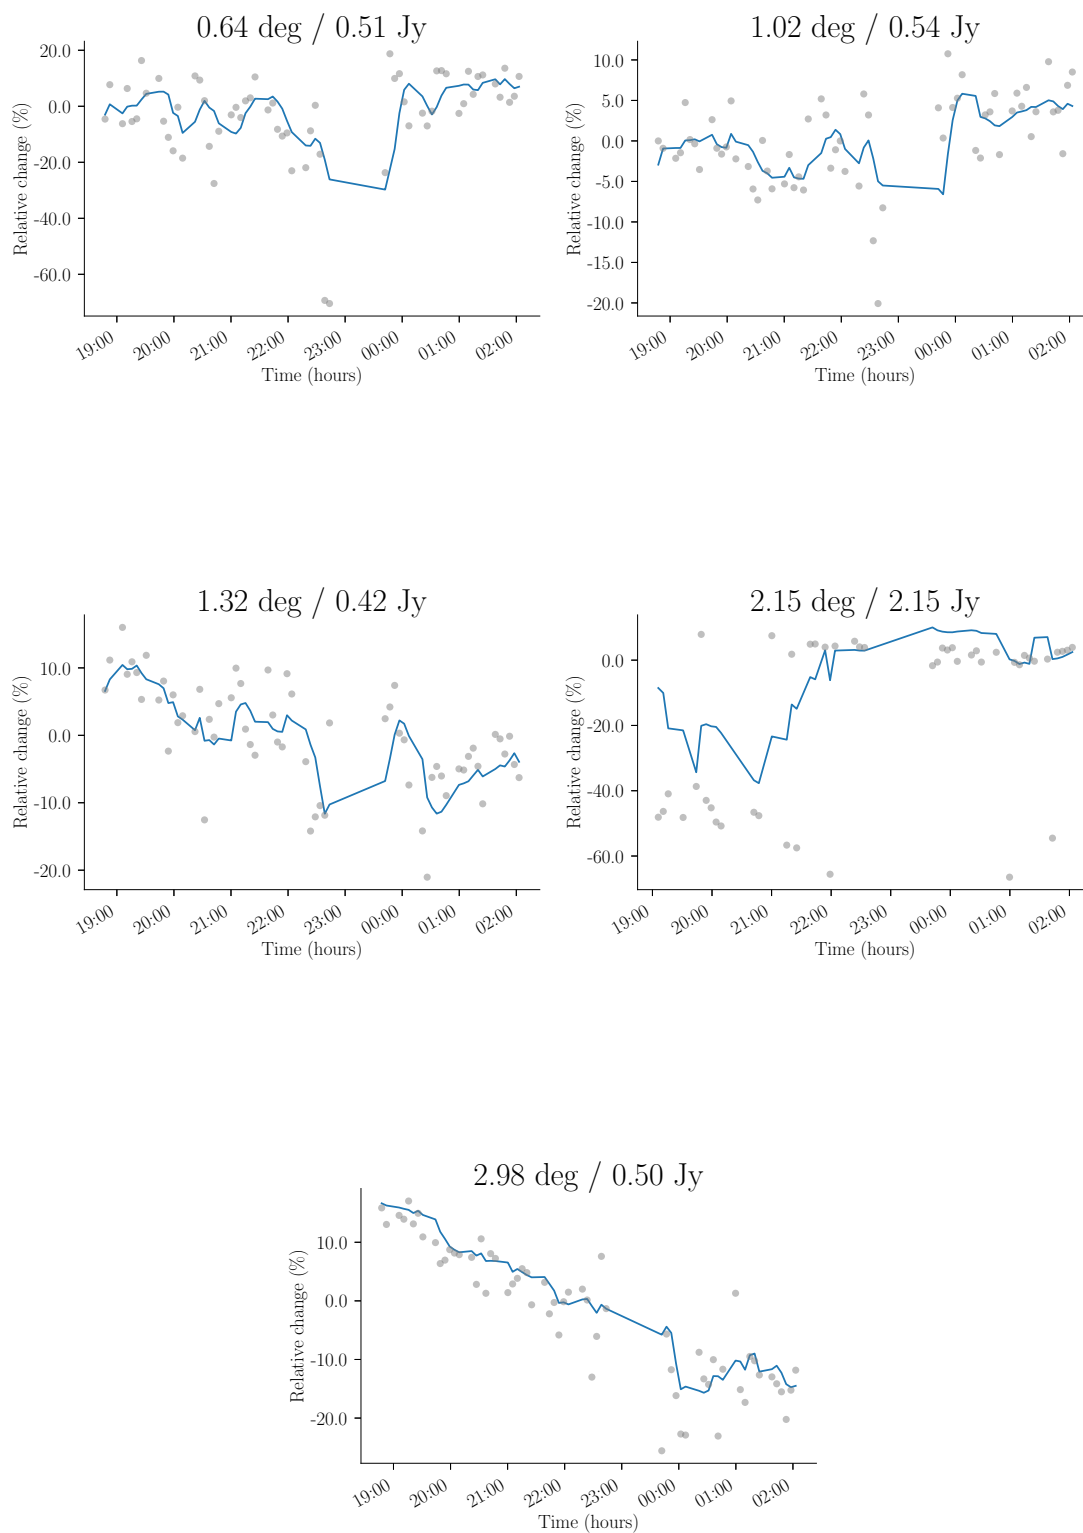 0.64 deg / 0.51 Jy
20.0
0.0
-20.0
-40.0
-60.0
Relative change (%)
19:00 20:00 21:00 22:00 23:00 00:00 01:00 02:00
Time (hours)
1.02 deg / 0.54 Jy
10.0
5.0
0.0
-5.0
-10.0
-15.0
-20.0
Relative change (%)
19:00 20:00 21:00 22:00 23:00 00:00 01:00 02:00
Time (hours)
1.32 deg / 0.42 Jy
10.0
0.0
-10.0
-20.0
Relative change (%)
19:00 20:00 21:00 22:00 23:00 00:00 01:00 02:00
Time (hours)
2.15 deg / 2.15 Jy
0.0
-20.0
-40.0
-60.0
Relative change (%)
19:00 20:00 21:00 22:00 23:00 00:00 01:00 02:00
Time (hours)
2.98 deg / 0.50 Jy
10.0
0.0
-10.0
-20.0
Relative change (%)
19:00 20:00 21:00 22:00 23:00 00:00 01:00 02:00
Time (hours)